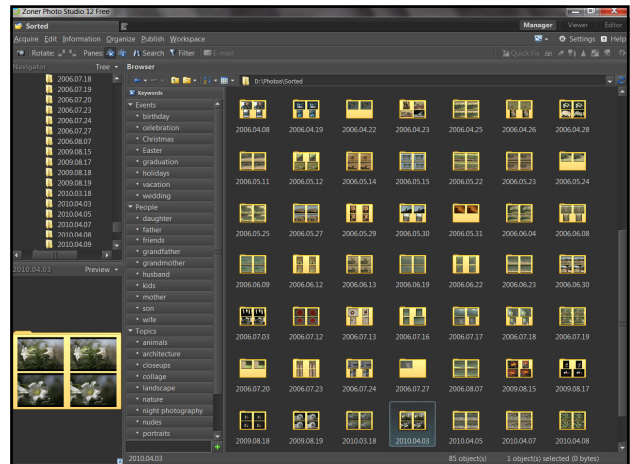 Zoner Photo Studio 12 Free
Sorted
Manager Viewer Editor
Acquire Edit Information Organize Publish Workspace
Settings Help
Rotate: Panes: Search Filter E-mail
QuickFix
Navigator Tree
Browser
2006.07.18
2006.07.19
2006.07.20
2006.07.23
2006.07.24
2006.07.27
2006.08.07
2009.08.15
2009.08.17
2009.08.18
2009.08.19
2010.03.18
2010.04.03
2010.04.05
2010.04.07
2010.04.08
2010.04.09
2010.04.03 Preview
D:\Photos\Sorted
Keywords
Events
birthday
celebration
Christmas
Easter
graduation
holidays
vacation
wedding
People
daughter
father
friends
grandfather
grandmother
husband
kids
mother
son
wife
Topics
animals
architecture
closeups
collage
landscape
nature
night photography
nudes
portraits
2006.04.08 2006.04.19 2006.04.22 2006.04.23 2006.04.25 2006.04.26 2006.04.28
2006.05.11 2006.05.12 2006.05.14 2006.05.15 2006.05.22 2006.05.23 2006.05.24
2006.05.25 2006.05.27 2006.05.29 2006.05.30 2006.05.31 2006.06.04 2006.06.08
2006.06.09 2006.06.12 2006.06.13 2006.06.19 2006.06.22 2006.06.23 2006.06.30
2006.07.03 2006.07.12 2006.07.13 2006.07.16 2006.07.17 2006.07.18 2006.07.19
2006.07.20 2006.07.23 2006.07.24 2006.07.27 2006.08.07 2009.08.15 2009.08.17
2009.08.18 2009.08.19 2010.03.18 2010.04.03 2010.04.05 2010.04.07 2010.04.08
2010.04.03
85 object(s) 1 object(s) selected (0 bytes)